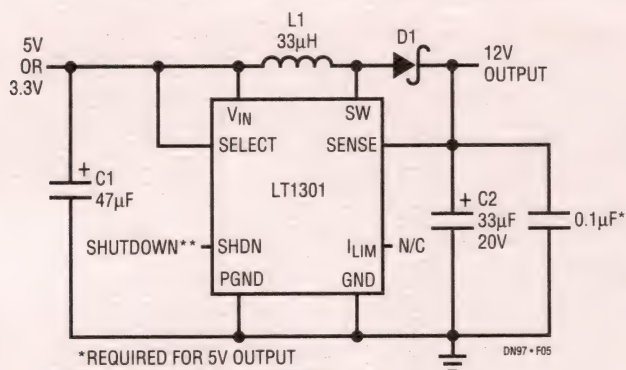 L1
33µH
D1
5V
OR
3.3V
12V
OUTPUT
VIN
SW
SELECT
SENSE
LT1301
+
C1
47µF
+
C2
33µF
20V
0.1µF*
SHUTDOWN**
SHDN
ILIM
N/C
PGND
GND
*REQUIRED FOR 5V OUTPUT
DN97 • F05